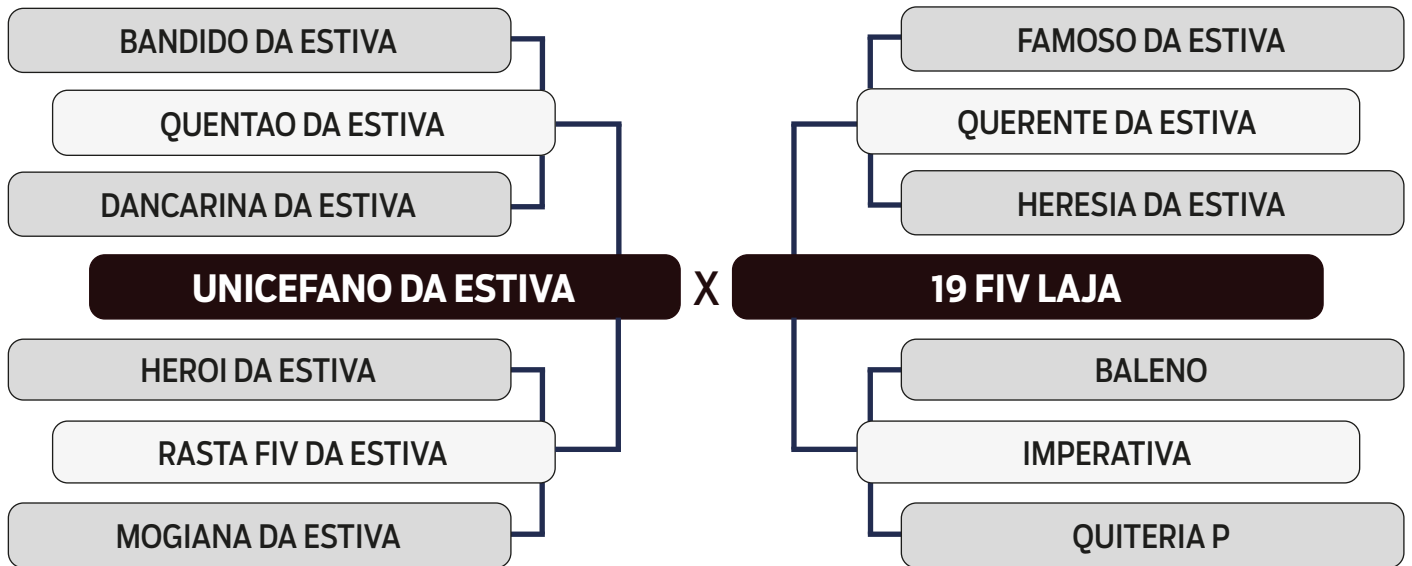 BANDIDO DA ESTIVA
QUENTAO DA ESTIVA
DANCARINA DA ESTIVA
FAMOSO DA ESTIVA
QUERENTE DA ESTIVA
HERESIA DA ESTIVA
UNICEFANO DA ESTIVA X 19 FIV LAJA
HEROI DA ESTIVA
RASTA FIV DA ESTIVA
MOGIANA DA ESTIVA
BALENO
IMPERATIVA
QUITERIA P